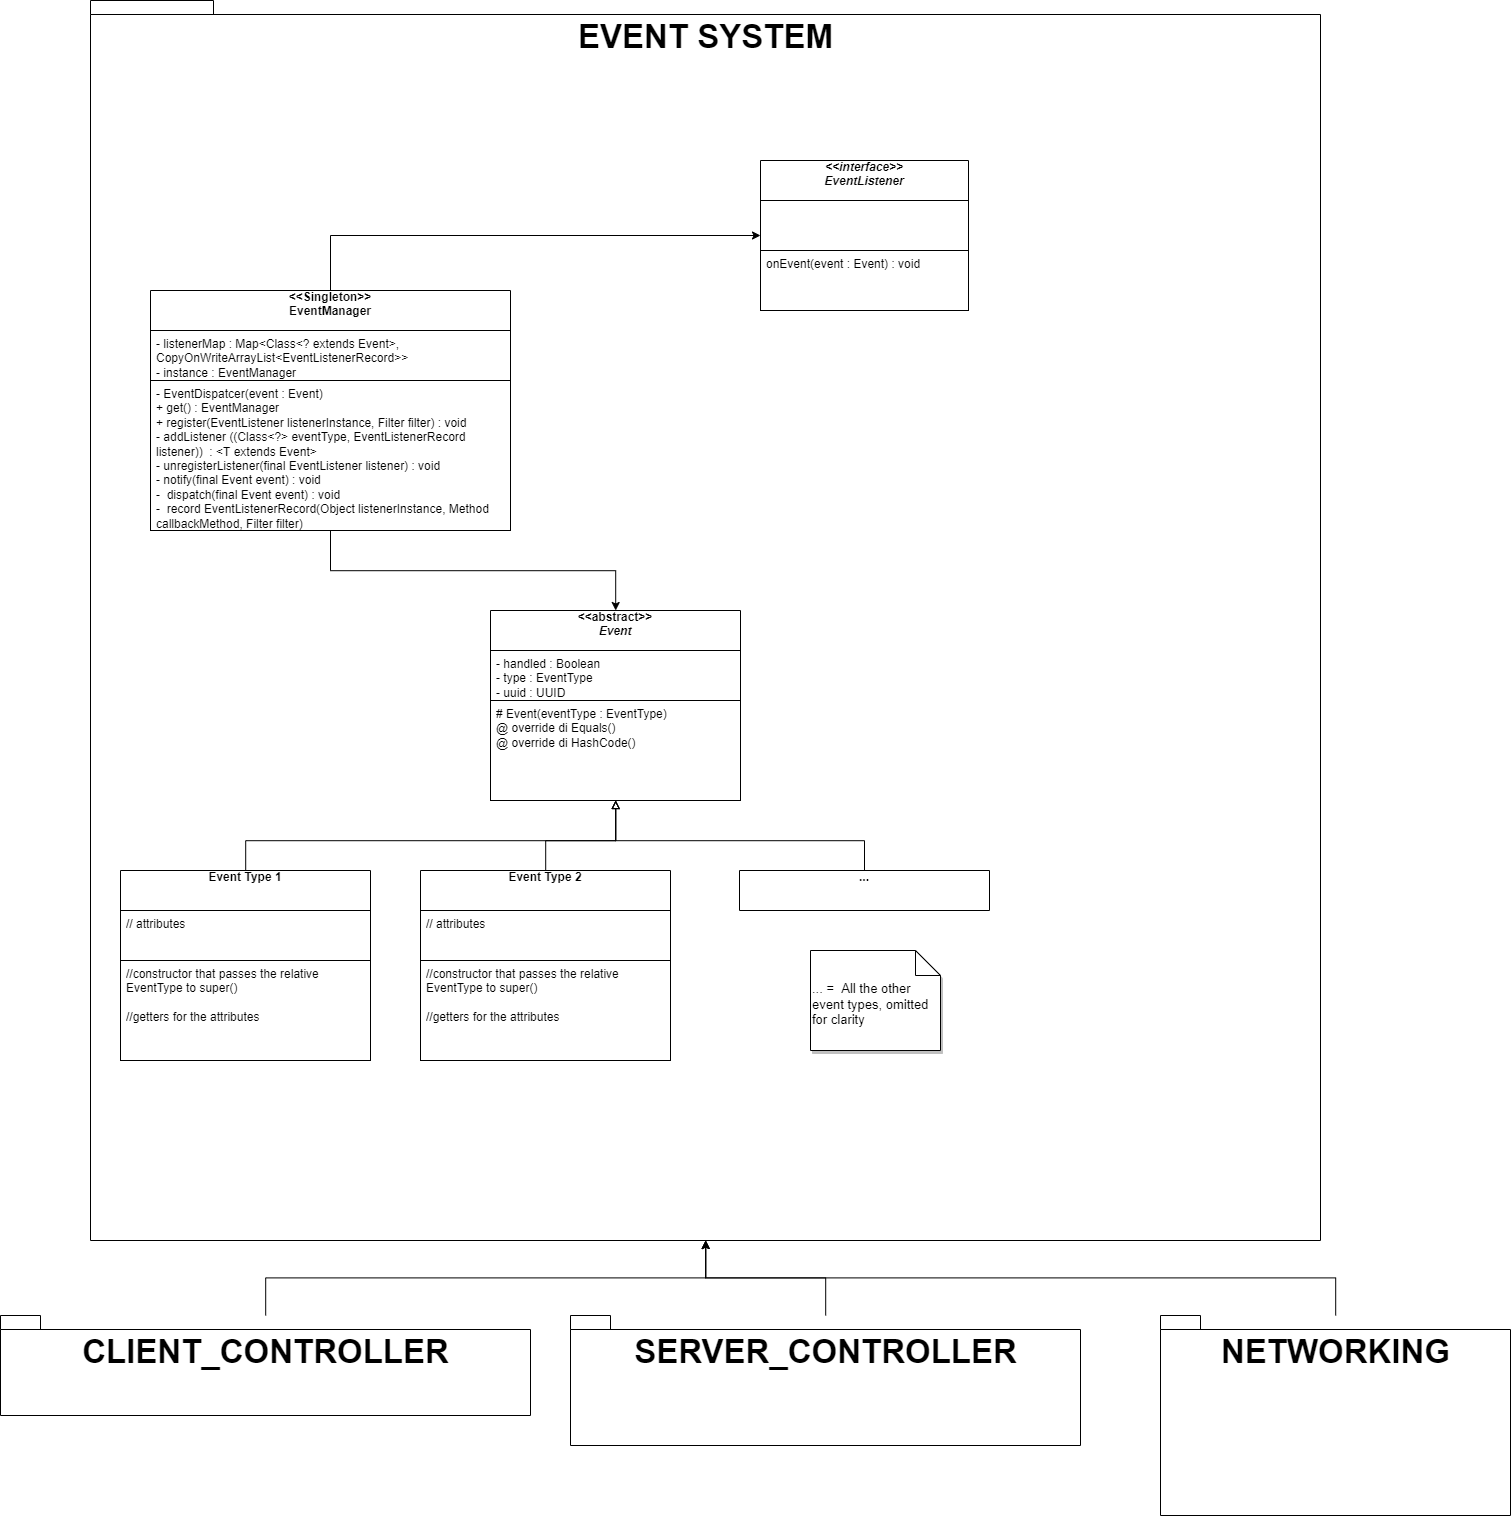 EVENT SYSTEM
<<interface>>
EventListener
onEvent(event : Event) : void
<<Singleton>>
EventManager
- listenerMap : Map<Class<? extends Event>,
CopyOnWriteArrayList<EventListenerRecord>>
- instance : EventManager
- EventDispatcer(event : Event)
+ get() : EventManager
+ register(EventListener listenerInstance, Filter filter) : void
- addListener ((Class<?> eventType, EventListenerRecord
listener))  : <T extends Event>
- unregisterListener(final EventListener listener) : void
- notify(final Event event) : void
-  dispatch(final Event event) : void
-  record EventListenerRecord(Object listenerInstance, Method
callbackMethod, Filter filter)
<<abstract>>
Event
- handled : Boolean
- type : EventType
- uuid : UUID
# Event(eventType : EventType)
@ override di Equals()
@ override di HashCode()
Event Type 1
// attributes
//constructor that passes the relative
EventType to super()
//getters for the attributes
Event Type 2
// attributes
//constructor that passes the relative
EventType to super()
//getters for the attributes
...
... =  All the other
event types, omitted
for clarity
CLIENT_CONTROLLER
SERVER_CONTROLLER
NETWORKING